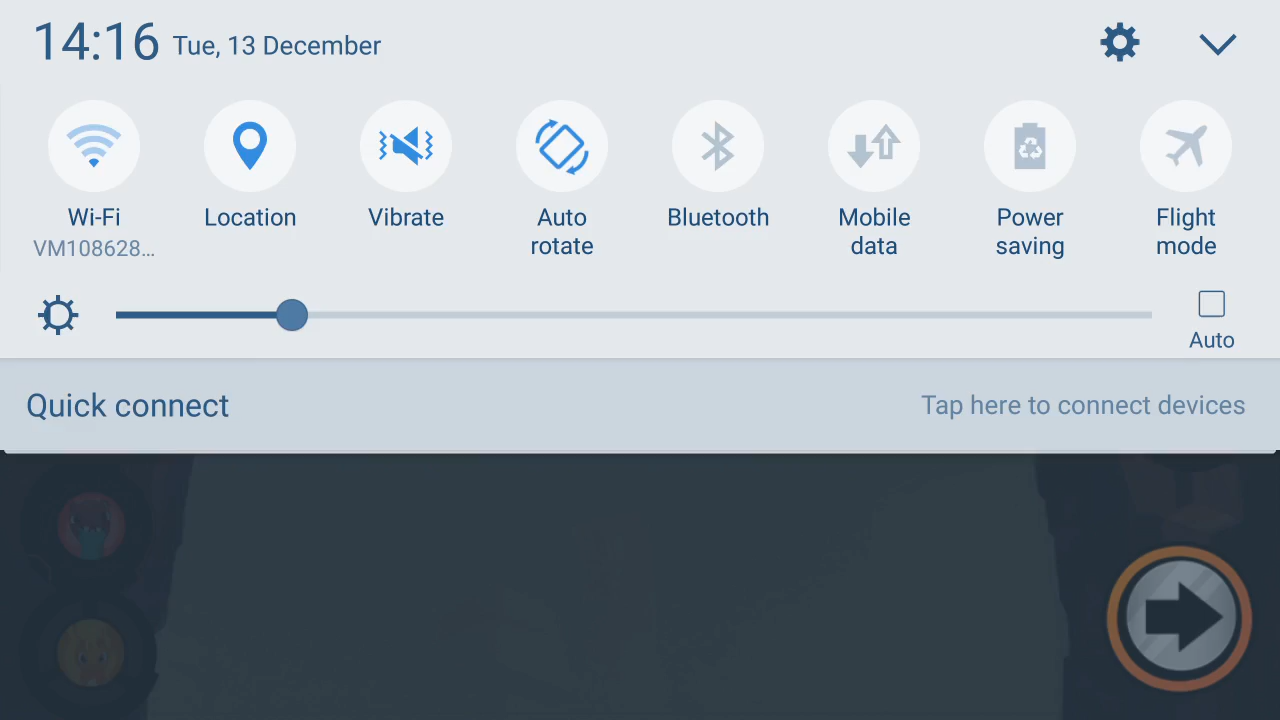 14:16 Tue, 13 December
Wi-Fi
VM108628...
Location
Vibrate
Auto
rotate
Bluetooth
Mobile
data
Power
saving
Flight
mode
Auto
Quick connect
Tap here to connect devices